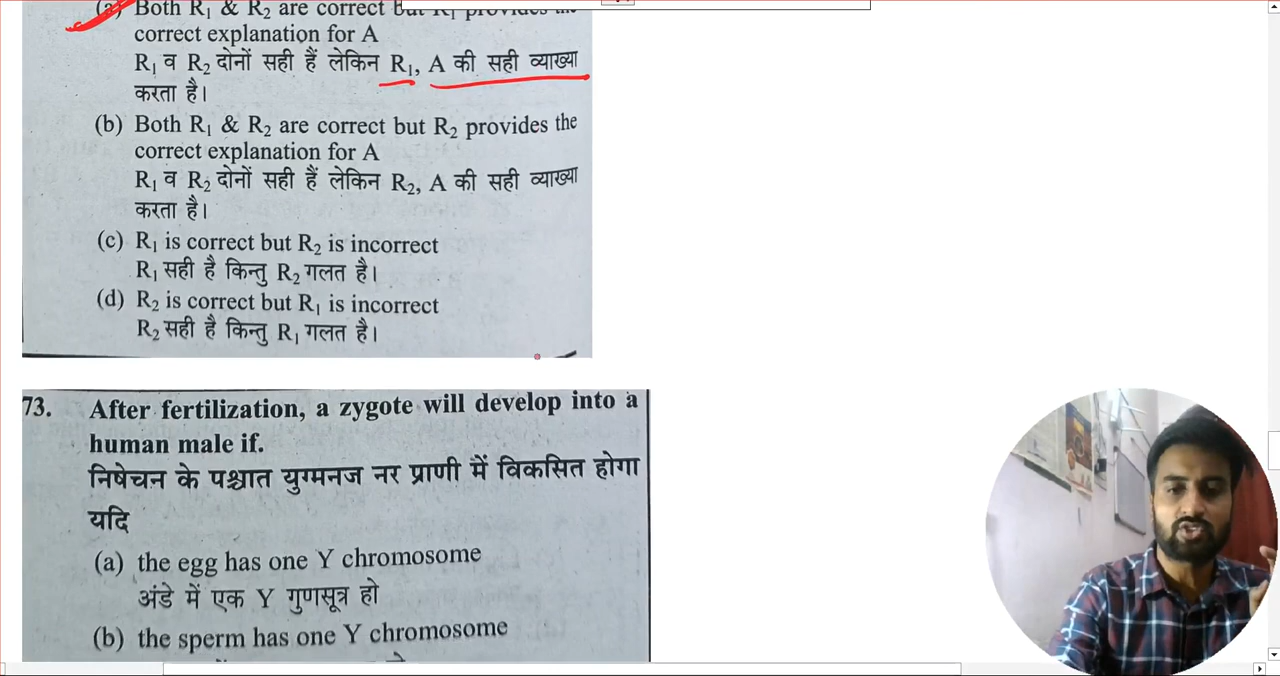 (a) Both R₁ & R₂ are correct but R₁ provides the
correct explanation for A
R₁ व R₂ दोनों सही हैं लेकिन R₁, A की सही व्याख्या
करता है।
(b) Both R₁ & R₂ are correct but R₂ provides the
correct explanation for A
R₁ व R₂ दोनों सही हैं लेकिन R₂, A की सही व्याख्या
करता है।
(c) R₁ is correct but R₂ is incorrect
R₁ सही है किन्तु R₂ गलत है।
(d) R₂ is correct but R₁ is incorrect
R₂ सही है किन्तु R₁ गलत है।
73. After fertilization, a zygote will develop into a
human male if.
निषेचन के पश्चात युग्मनज नर प्राणी में विकसित होगा
यदि
(a) the egg has one Y chromosome
अंडे में एक Y गुणसूत्र हो
(b) the sperm has one Y chromosome